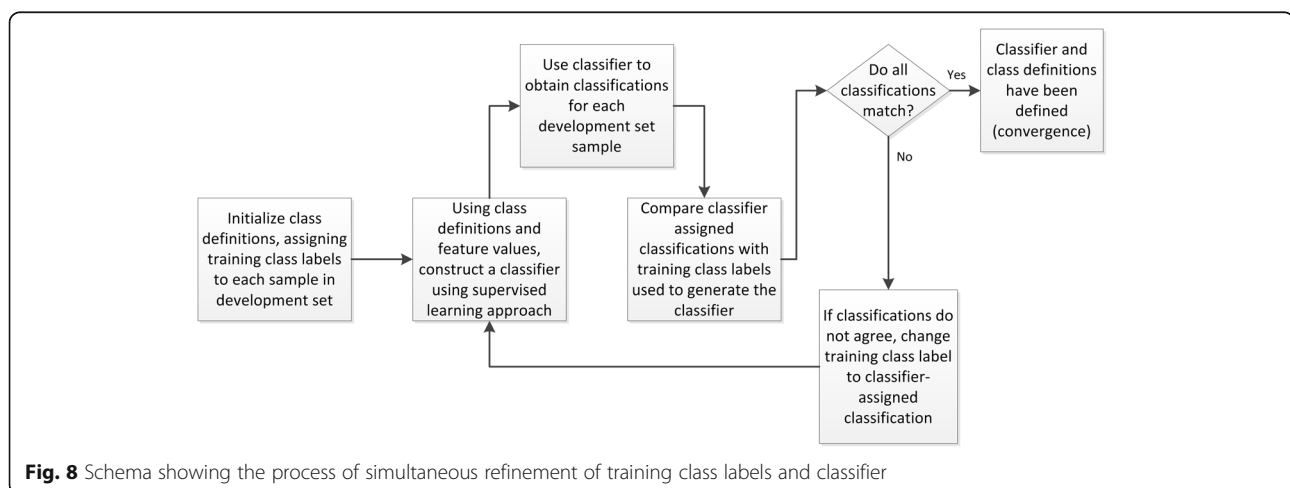 Initialize class
definitions, assigning
training class labels
to each sample in
development set
Using class
definitions and
feature values,
construct a classifier
using supervised
learning approach
Use classifier to
obtain classifications
for each
development set
sample
Compare classifier
assigned
classifications with
training class labels
used to generate the
classifier
Do all
classifications
match?
Yes
Classifier and
class definitions
have been
defined
(convergence)
No
If classifications do
not agree, change
training class label
to classifier-
assigned
classification
Fig. 8 Schema showing the process of simultaneous refinement of training class labels and classifier